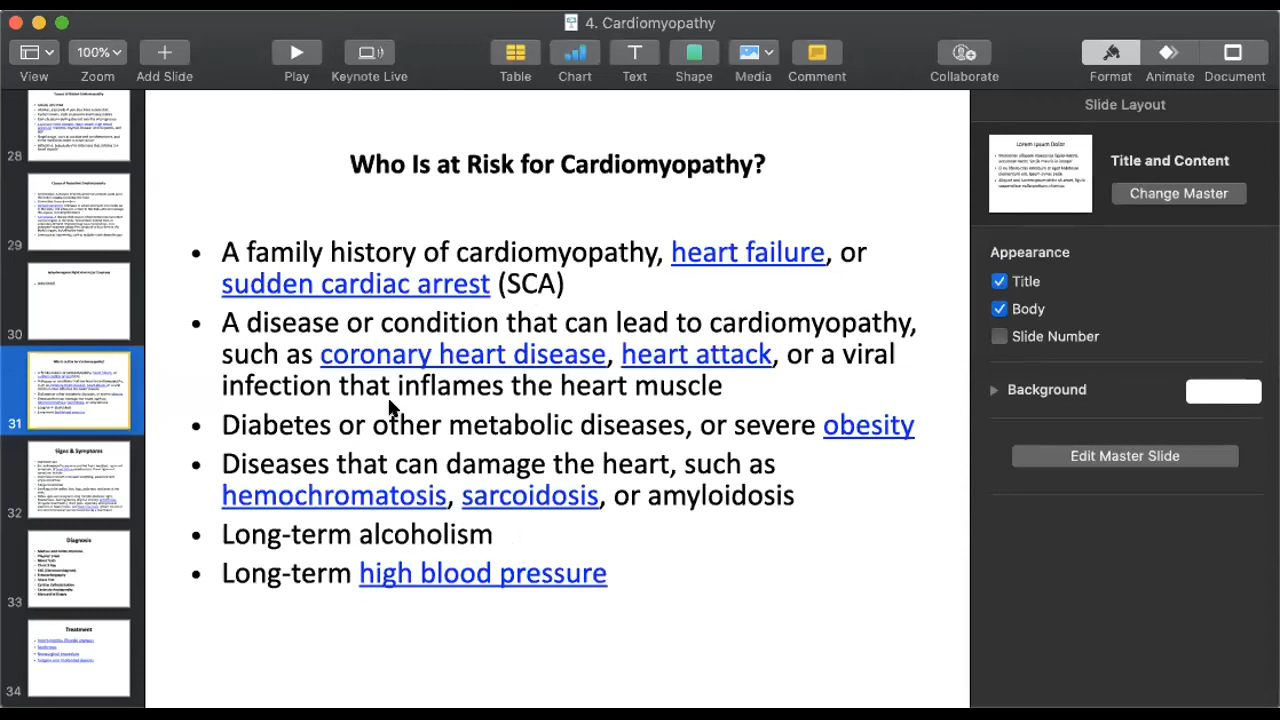 4. Cardiomyopathy
100%
View
Zoom
Add Slide
Play
Keynote Live
Table
Chart
Text
Shape
Media
Comment
Collaborate
Format
Animate
Document
28
29
30
31
Signs & Symptoms
32
Diagnosis
33
Treatment
34
Who Is at Risk for Cardiomyopathy?
• A family history of cardiomyopathy, heart failure, or
sudden cardiac arrest (SCA)
• A disease or condition that can lead to cardiomyopathy,
such as coronary heart disease, heart attack, or a viral
infection that inflames the heart muscle
• Diabetes or other metabolic diseases, or severe obesity
• Diseases that can damage the heart, such as
hemochromatosis, sarcoidosis, or amyloidosis
• Long-term alcoholism
• Long-term high blood pressure
Slide Layout
Lorem Ipsum Dolor
Title and Content
Change Master
Appearance
Title
Body
Slide Number
Background
Edit Master Slide